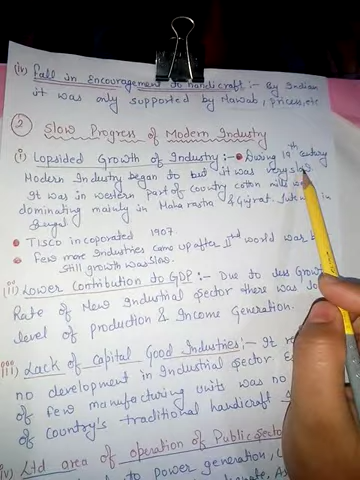 (iv) Fall in Encouragement to handicraft :- By Indian
it was only supported by Nawab, pricess, etc
② Slow Progress of Modern Industry
(i) Lopsided Growth of Industry :- During 19th century
Modern Industry began to but it was very slow.
It was in western part of country cotton mills
dominating mainly in Maharastra & Gujrat. Jute in
Bengal.
• TISCO incoporated 1907
• Few more Industries came up after IInd world war
still growth was slow.
(ii) Lower contribution to GDP :- Due to less Growth
Rate of New Industrial Sector there was
level of production & Income Generation.
(iii) Lack of capital Good Industries :- It
no development in Industrial Sector
of few manufacturing units was no
of country's traditional handicraft
(iv) Ltd area of operation of Public Sector
to power generation,